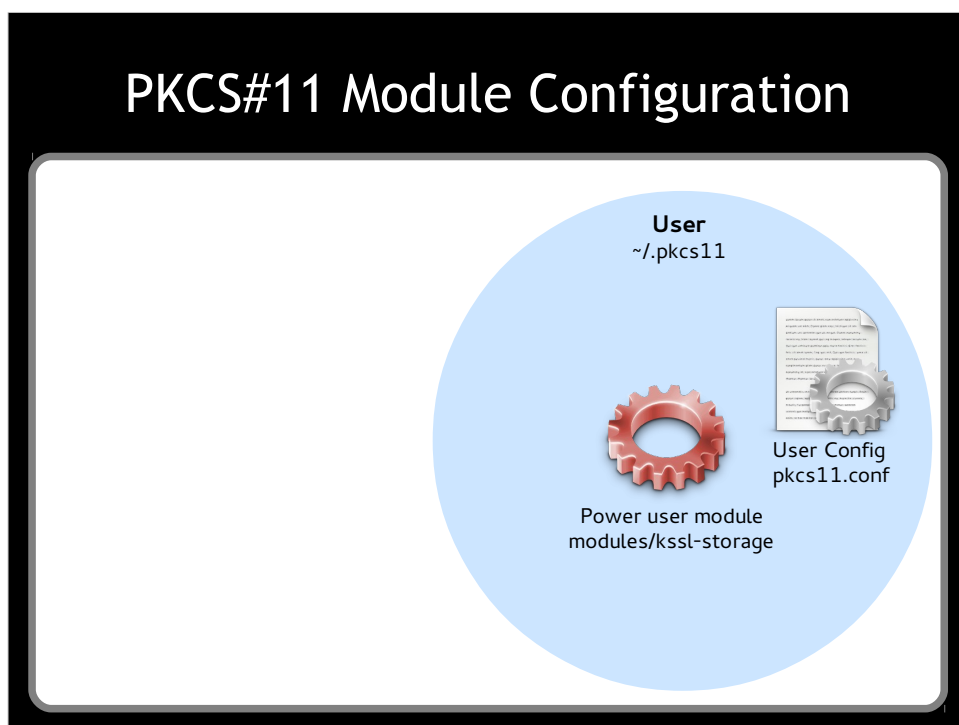 PKCS#11 Module Configuration
User
~/.pkcs11
User Config
pkcs11.conf
Power user module
modules/kssl-storage